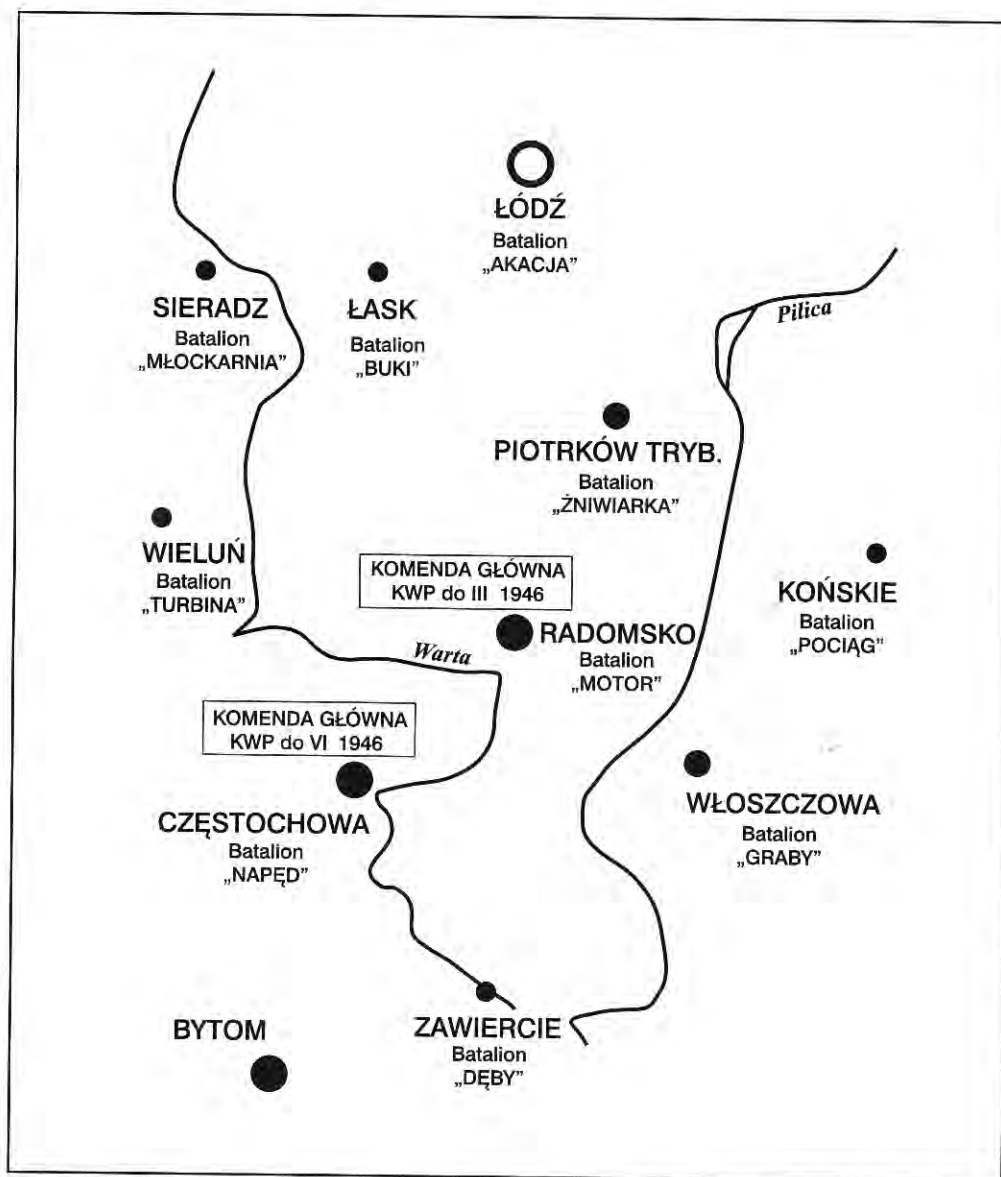 ŁÓDŹ
Batalion
„AKACJA”
SIERADZ
Batalion
„MŁOCKARNIA”
ŁASK
Batalion
„BUKI”
Pilica
PIOTRKÓW TRYB.
Batalion
„ŻNIWIARKA”
WIELUŃ
Batalion
„TURBINA”
KOMENDA GŁÓWNA
KWP do III 1946
RADOMSKO
Batalion
„MOTOR”
KOŃSKIE
Batalion
„POCIĄG”
Warta
KOMENDA GŁÓWNA
KWP do VI 1946
CZĘSTOCHOWA
Batalion
„NAPĘD”
WŁOSZCZOWA
Batalion
„GRABY”
BYTOM
ZAWIERCIE
Batalion
„DĘBY”